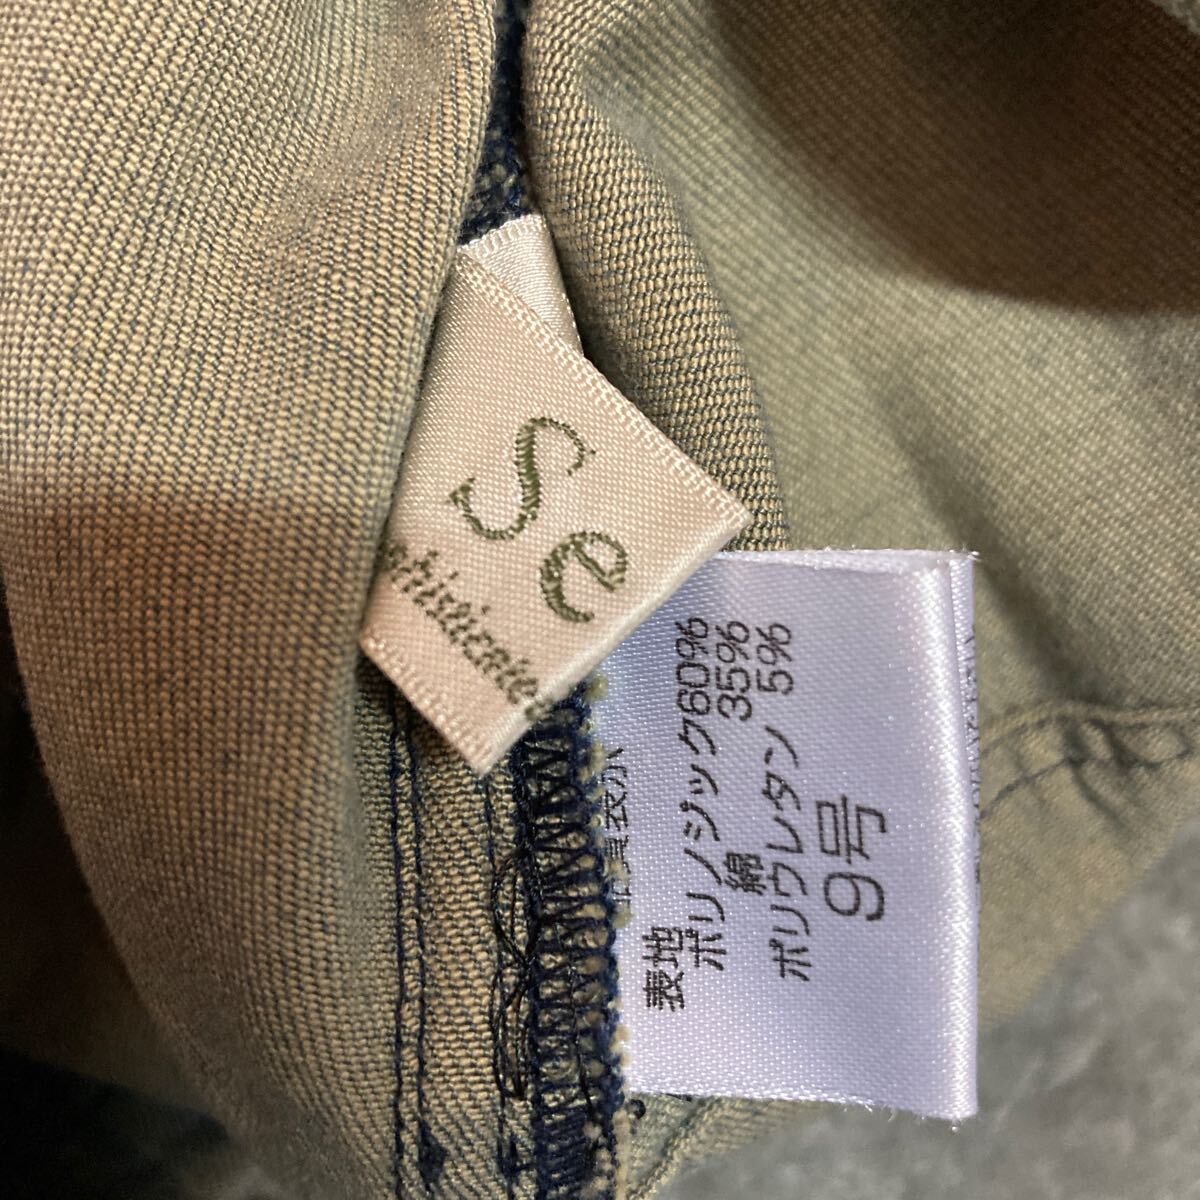 Se
表地
ポリノジック60%
綿 35%
ポリウレタン 5%
9号